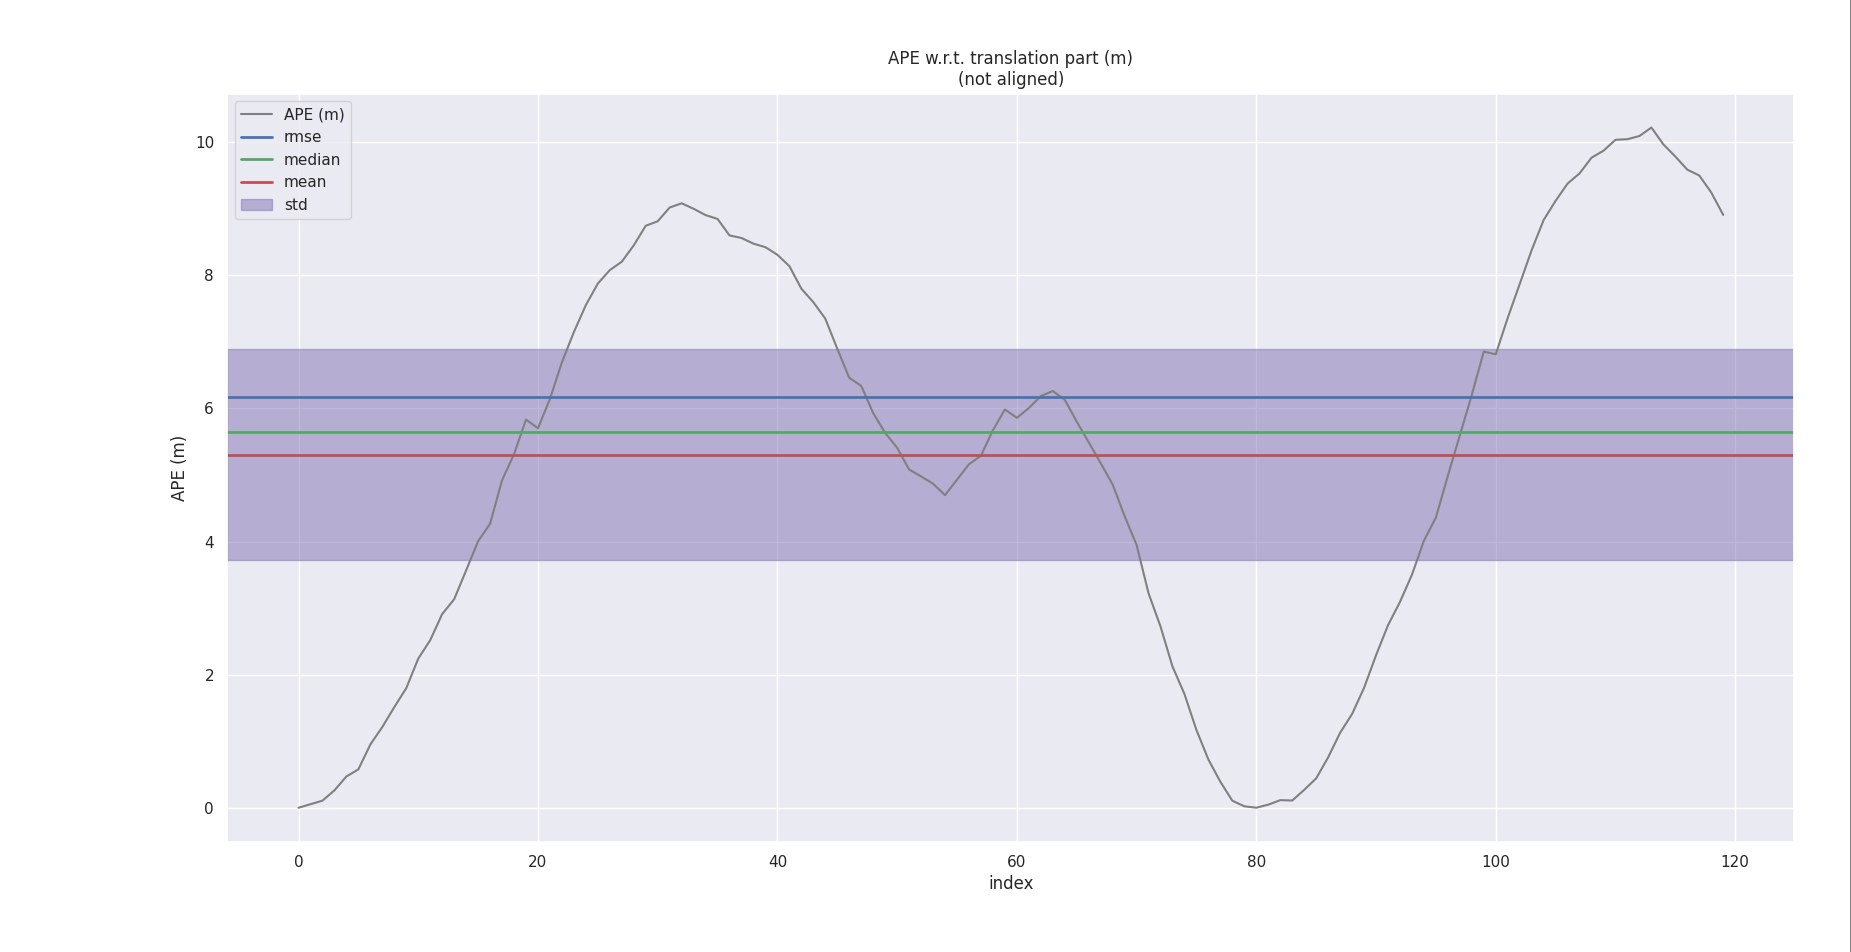 APE w.r.t. translation part (m)
(not aligned)
APE (m)
rmse
median
mean
std
10
8
6
4
2
0
APE (m)
0 20 40 60 80 100 120
index